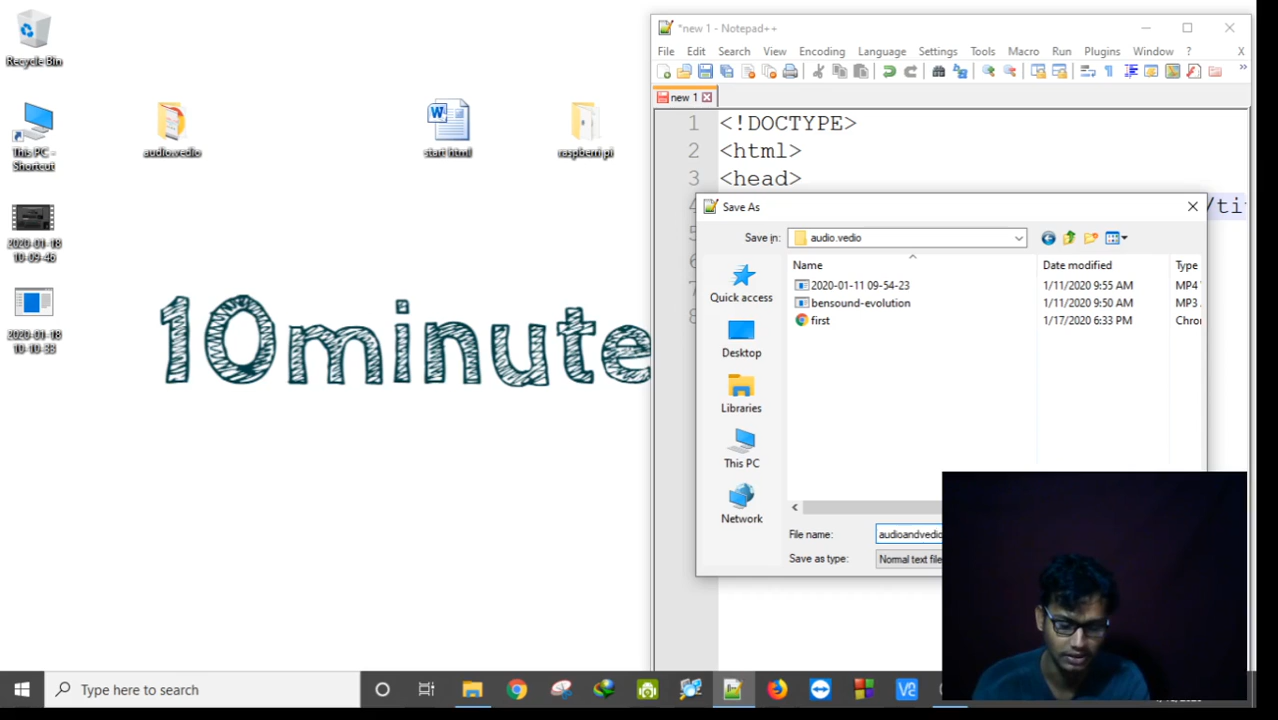 Recycle Bin
This PC -
Shortcut
2020-01-18
10-09-46
2020-01-18
10-10-33
audio.vedio
start html
raspberri pi
10minute
*new 1 - Notepad++
File Edit Search View Encoding Language Settings Tools Macro Run Plugins Window ? X
new 1
1 <!DOCTYPE>
2 <html>
3 <head>
4 /ti
Save As
Save in: audio.vedio
Name Date modified Type
2020-01-11 09-54-23 1/11/2020 9:55 AM MP4
bensound-evolution 1/11/2020 9:50 AM MP3
first 1/17/2020 6:33 PM Chro
Quick access
Desktop
Libraries
This PC
Network
File name: audioandvedio
Save as type: Normal text file
Type here to search